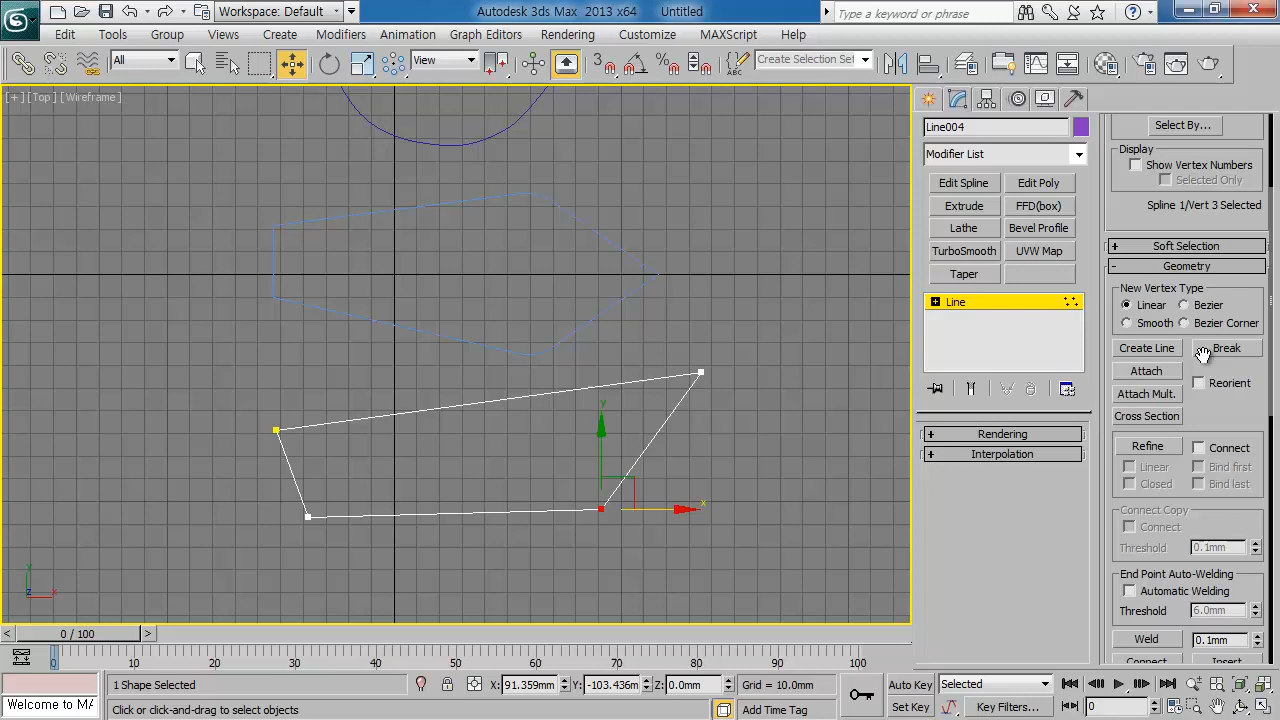 Workspace: Default
Autodesk 3ds Max 2013 x64 Untitled
Type a keyword or phrase
Edit Tools Group Views Create Modifiers Animation Graph Editors Rendering Customize MAXScript Help
All
View
3
Create Selection Se
[+] [Top] [Wireframe]
Line004
Modifier List
Edit Spline Edit Poly
Extrude FFD(box)
Lathe Bevel Profile
TurboSmooth UVW Map
Taper
Line
Rendering
Interpolation
Select By...
Display
Show Vertex Numbers
Selected Only
Spline 1/Vert 3 Selected
Soft Selection
Geometry
New Vertex Type
Linear Bezier
Smooth Bezier Corner
Create Line Break
Attach
Reorient
Attach Mult.
Cross Section
Refine Connect
Linear Bind first
Closed Bind last
Connect Copy
Connect
Threshold 0.1mm
End Point Auto-Welding
Automatic Welding
Threshold 6.0mm
Weld 0.1mm
Connect Insert
y
x
y
z x
0 / 100
0 10 20 30 40 50 60 70 80 90 100
1 Shape Selected
X: 91.359mm Y: -103.436m Z: 0.0mm
Grid = 10.0mm
Auto Key Selected
Welcome to MA
Click or click-and-drag to select objects
Add Time Tag
Set Key Key Filters...
0